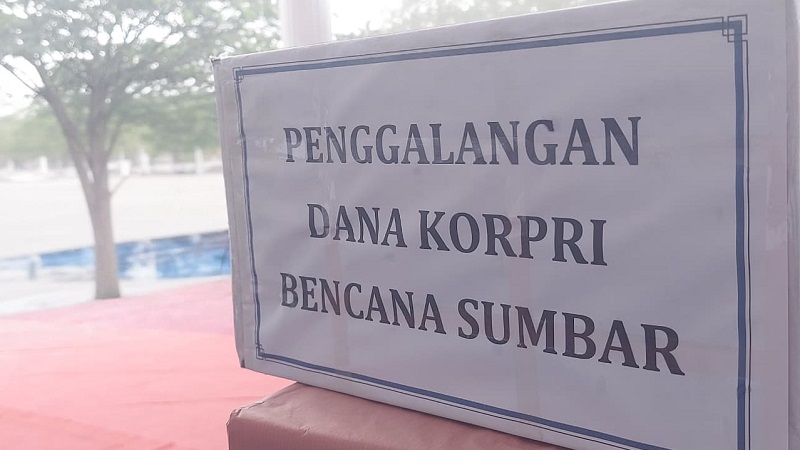 PENGGALANGAN
DANA KORPRI
BENCANA SUMBAR